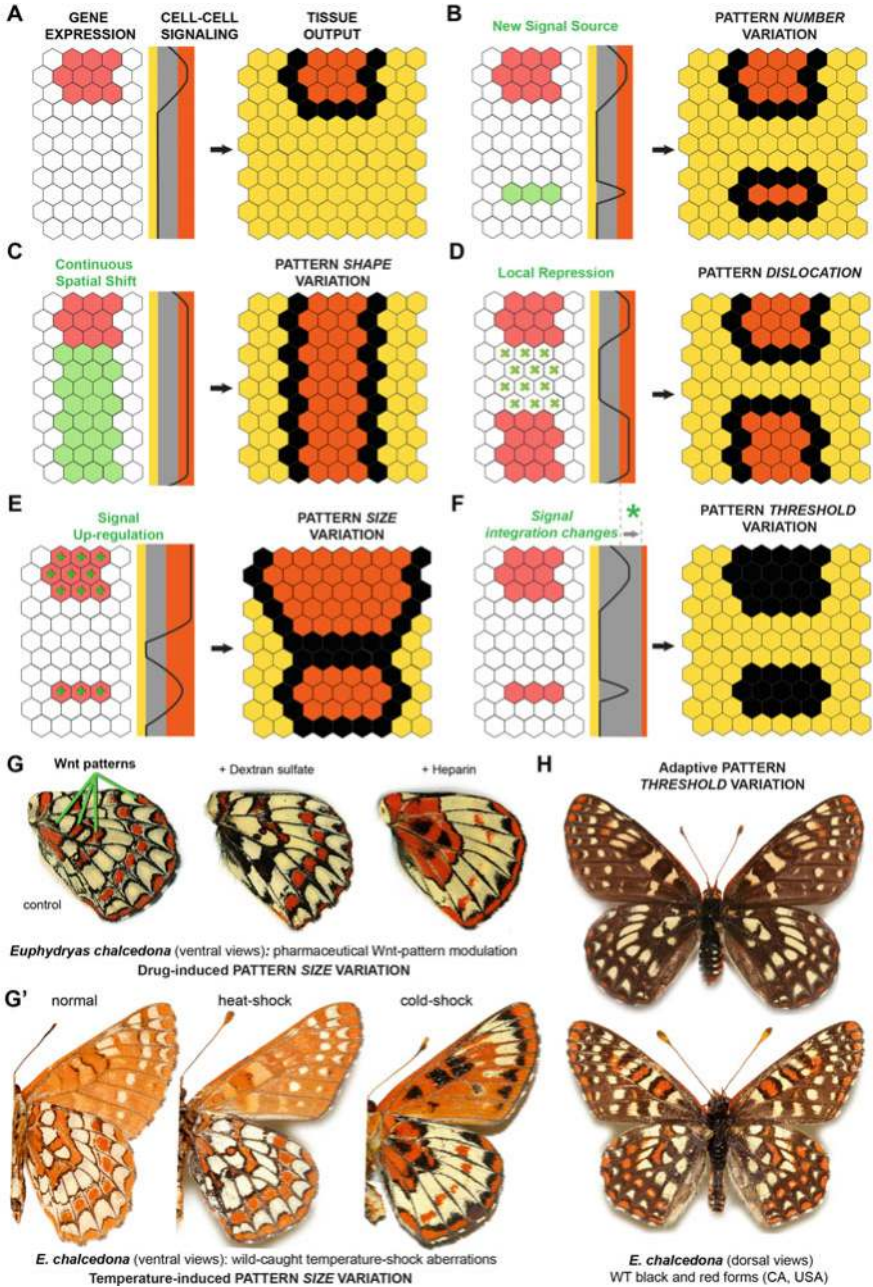 A
GENE
EXPRESSION
CELL-CELL
SIGNALING
TISSUE
OUTPUT
B
New Signal Source
PATTERN NUMBER
VARIATION
C
Continuous
Spatial Shift
PATTERN SHAPE
VARIATION
D
Local Repression
PATTERN DISLOCATION
E
Signal
Up-regulation
PATTERN SIZE
VARIATION
F
Signal
integration changes
*
PATTERN THRESHOLD
VARIATION
G
Wnt patterns
+ Dextran sulfate
+ Heparin
control
Euphydryas chalcedona (ventral views): pharmaceutical Wnt-pattern modulation
Drug-induced PATTERN SIZE VARIATION
G'
normal
heat-shock
cold-shock
E. chalcedona (ventral views): wild-caught temperature-shock aberrations
Temperature-induced PATTERN SIZE VARIATION
H
Adaptive PATTERN
THRESHOLD VARIATION
E. chalcedona (dorsal views)
WT black and red forms (CA, USA)